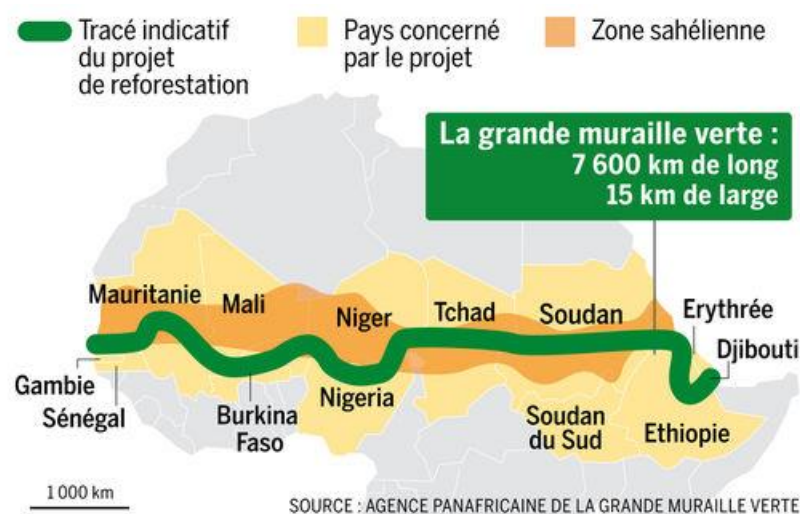 Tracé indicatif
du projet
de reforestation
Pays concerné
par le projet
Zone sahélienne
La grande muraille verte :
7 600 km de long
15 km de large
Mauritanie
Mali
Niger
Tchad
Soudan
Erythrée
Djibouti
Gambie
Sénégal
Burkina
Faso
Nigeria
Soudan
du Sud
Ethiopie
1 000 km
SOURCE : AGENCE PANAFRICAINE DE LA GRANDE MURAILLE VERTE